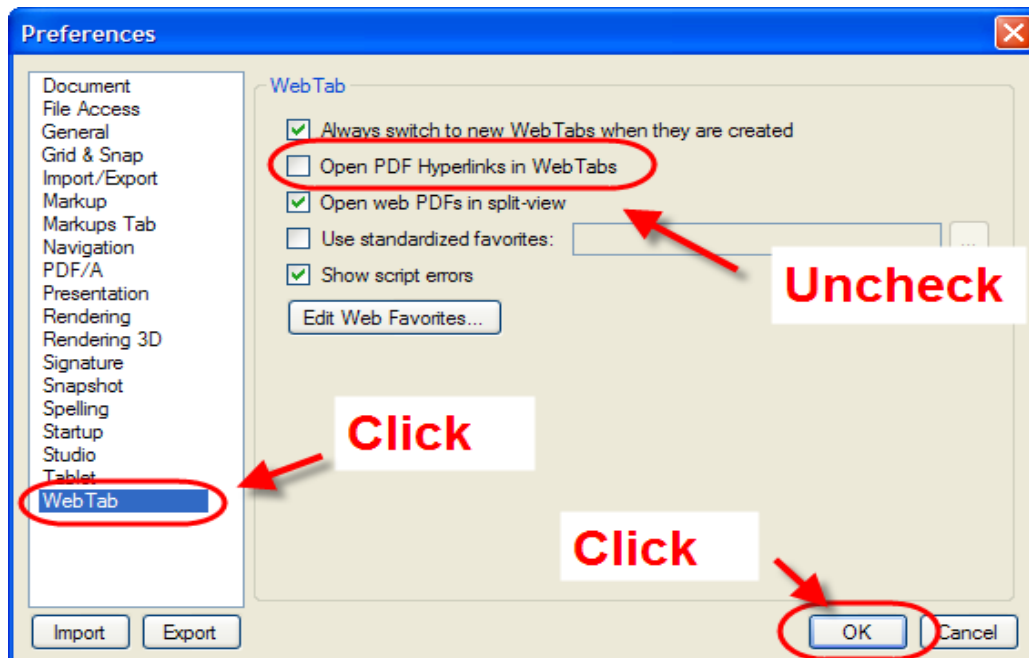 Preferences
Document
File Access
General
Grid & Snap
Import/Export
Markup
Markups Tab
Navigation
PDF/A
Presentation
Rendering
Rendering 3D
Signature
Snapshot
Spelling
Startup
Studio
Tablet
WebTab
WebTab
Always switch to new WebTabs when they are created
Open PDF Hyperlinks in WebTabs
Open web PDFs in split-view
Use standardized favorites:
...
Show script errors
Edit Web Favorites...
Uncheck
Click
Click
Import
Export
OK
Cancel